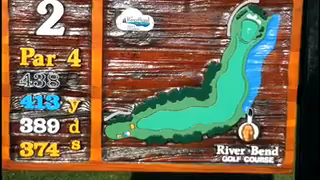 2
Par 4
438
413 y
389 d
374 s
River Bend
GOLF COURSE